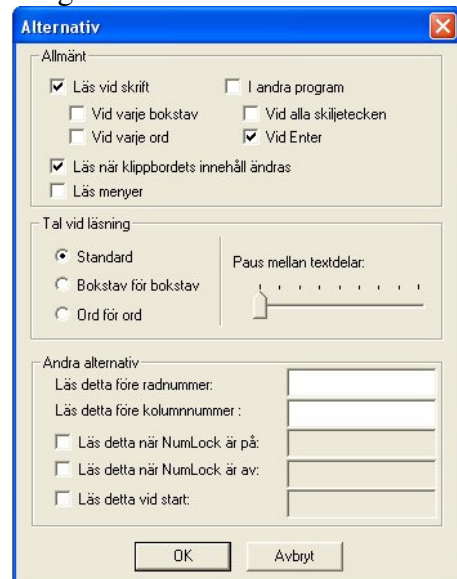 Alternativ
Allmänt
Läs vid skrift
I andra program
Vid varje bokstav
Vid alla skiljetecken
Vid varje ord
Vid Enter
Läs när klippbordets innehåll ändras
Läs menyer
Tal vid läsning
Standard
Bokstav för bokstav
Ord för ord
Paus mellan textdelar:
Andra alternativ
Läs detta före radnummer:
Läs detta före kolumnnummer :
Läs detta när NumLock är på:
Läs detta när NumLock är av:
Läs detta vid start:
OK
Avbryt